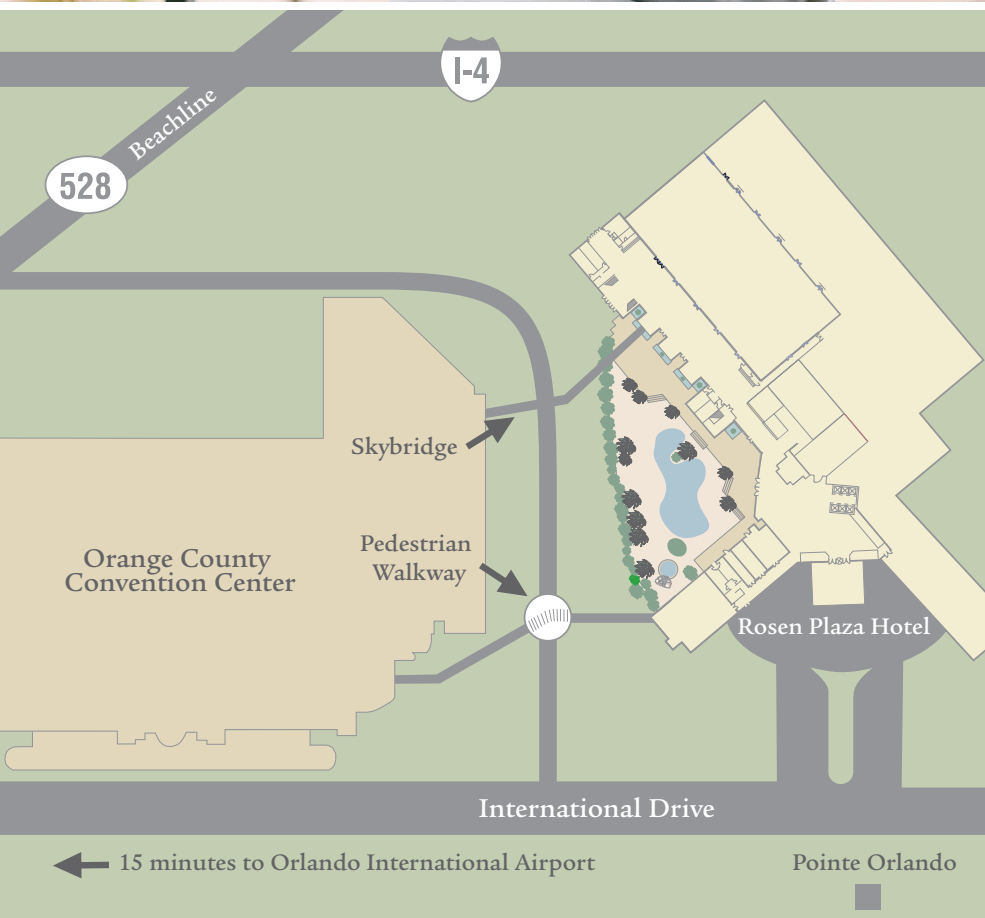 I-4
Beachline
528
Skybridge
Pedestrian
Walkway
Orange County
Convention Center
Rosen Plaza Hotel
International Drive
15 minutes to Orlando International Airport
Pointe Orlando